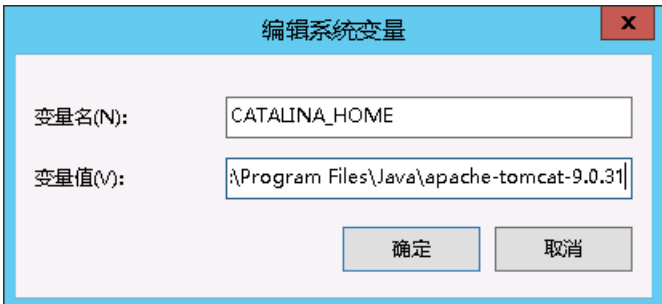 编辑系统变量
x
变量名(N): CATALINA_HOME
变量值(V): :\Program Files\Java\apache-tomcat-9.0.31
确定 取消